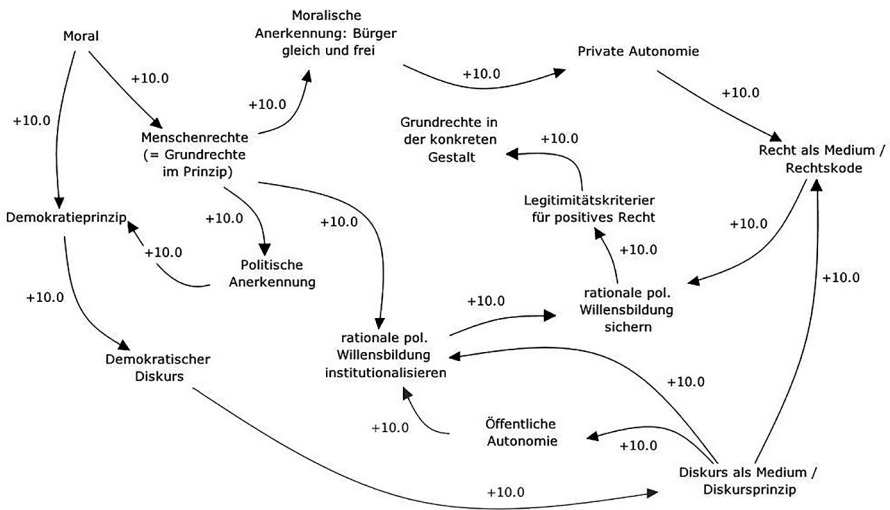 Moral
Moralische
Anerkennung: Bürger
gleich und frei
Private Autonomie
+10.0
+10.0
+10.0
+10.0
+10.0
Menschenrechte
(= Grundrechte
im Prinzip)
Grundrechte in
der konkreten
Gestalt
+10.0
Recht als Medium /
Rechtskode
Demokratieprinzip
+10.0
+10.0
Legitimitätskriterier
für positives Recht
+10.0
+10.0
+10.0
Politische
Anerkennung
+10.0
+10.0
+10.0
rationale pol.
Willensbildung
sichern
rationale pol.
Willensbildung
institutionalisieren
Demokratischer
Diskurs
+10.0
+10.0
Öffentliche
Autonomie
+10.0
Diskurs als Medium /
Diskursprinzip
+10.0